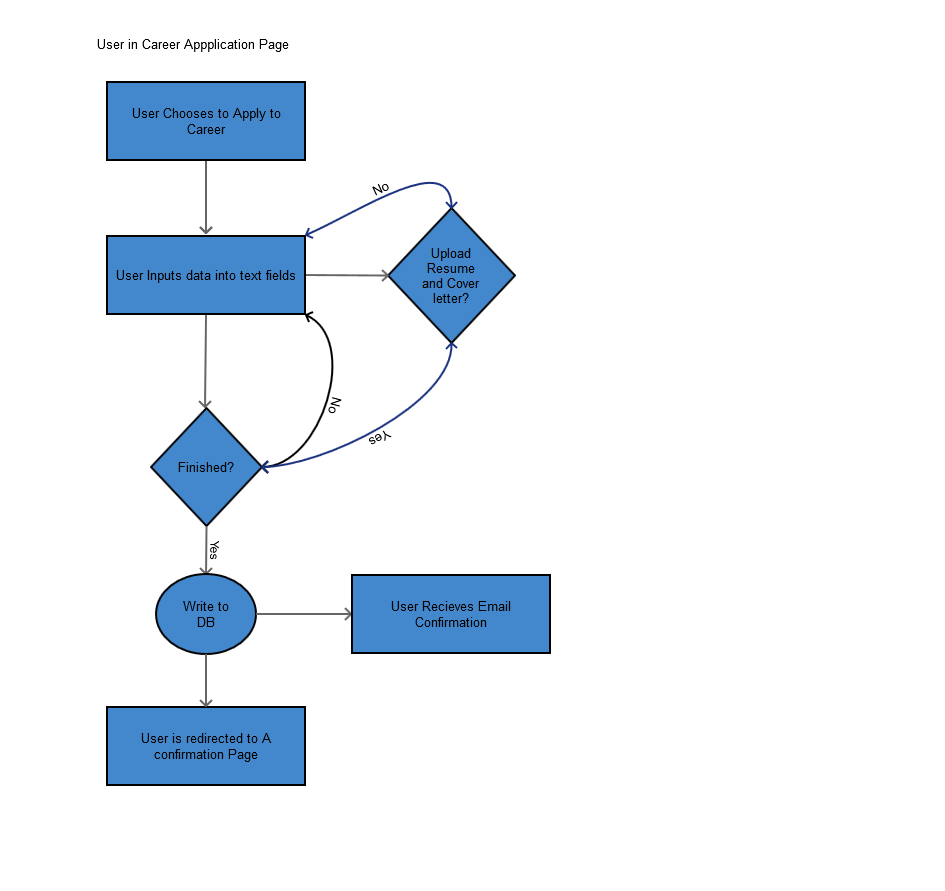 User in Career Appplication Page
User Chooses to Apply to
Career
No
Upload
Resume
and Cover
letter?
User Inputs data into text fields
No
Yes
Finished?
Yes
Write to
DB
User Recieves Email
Confirmation
User is redirected to A
confirmation Page